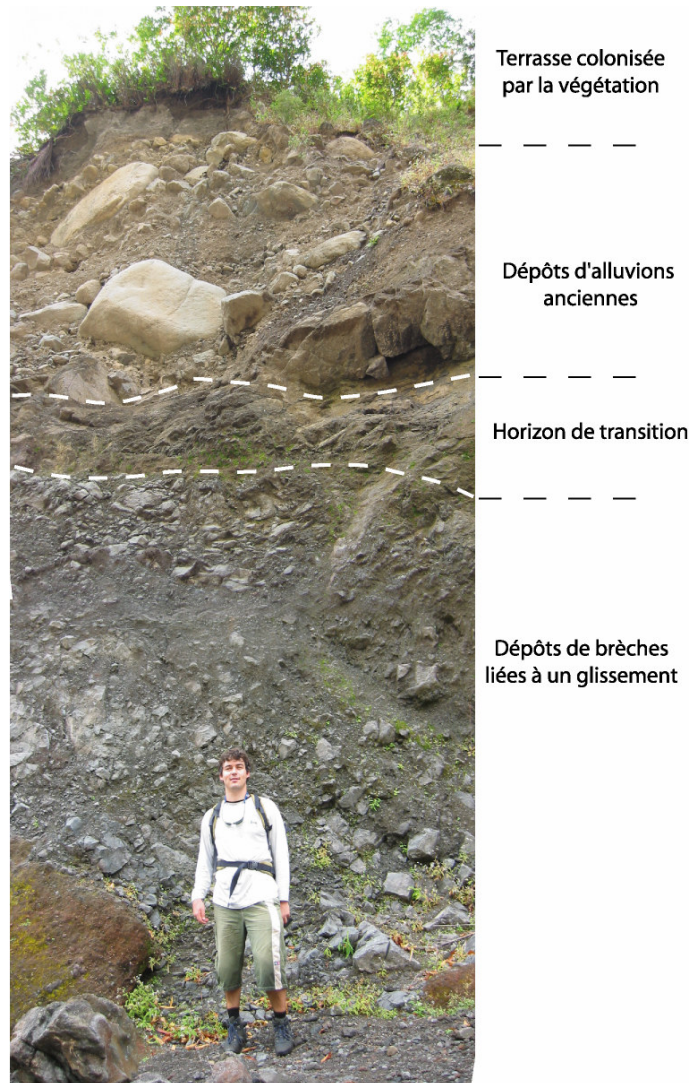 Terrasse colonisée
par la végétation
Dépôts d'alluvions
anciennes
Horizon de transition
Dépôts de brèches
liées à un glissement